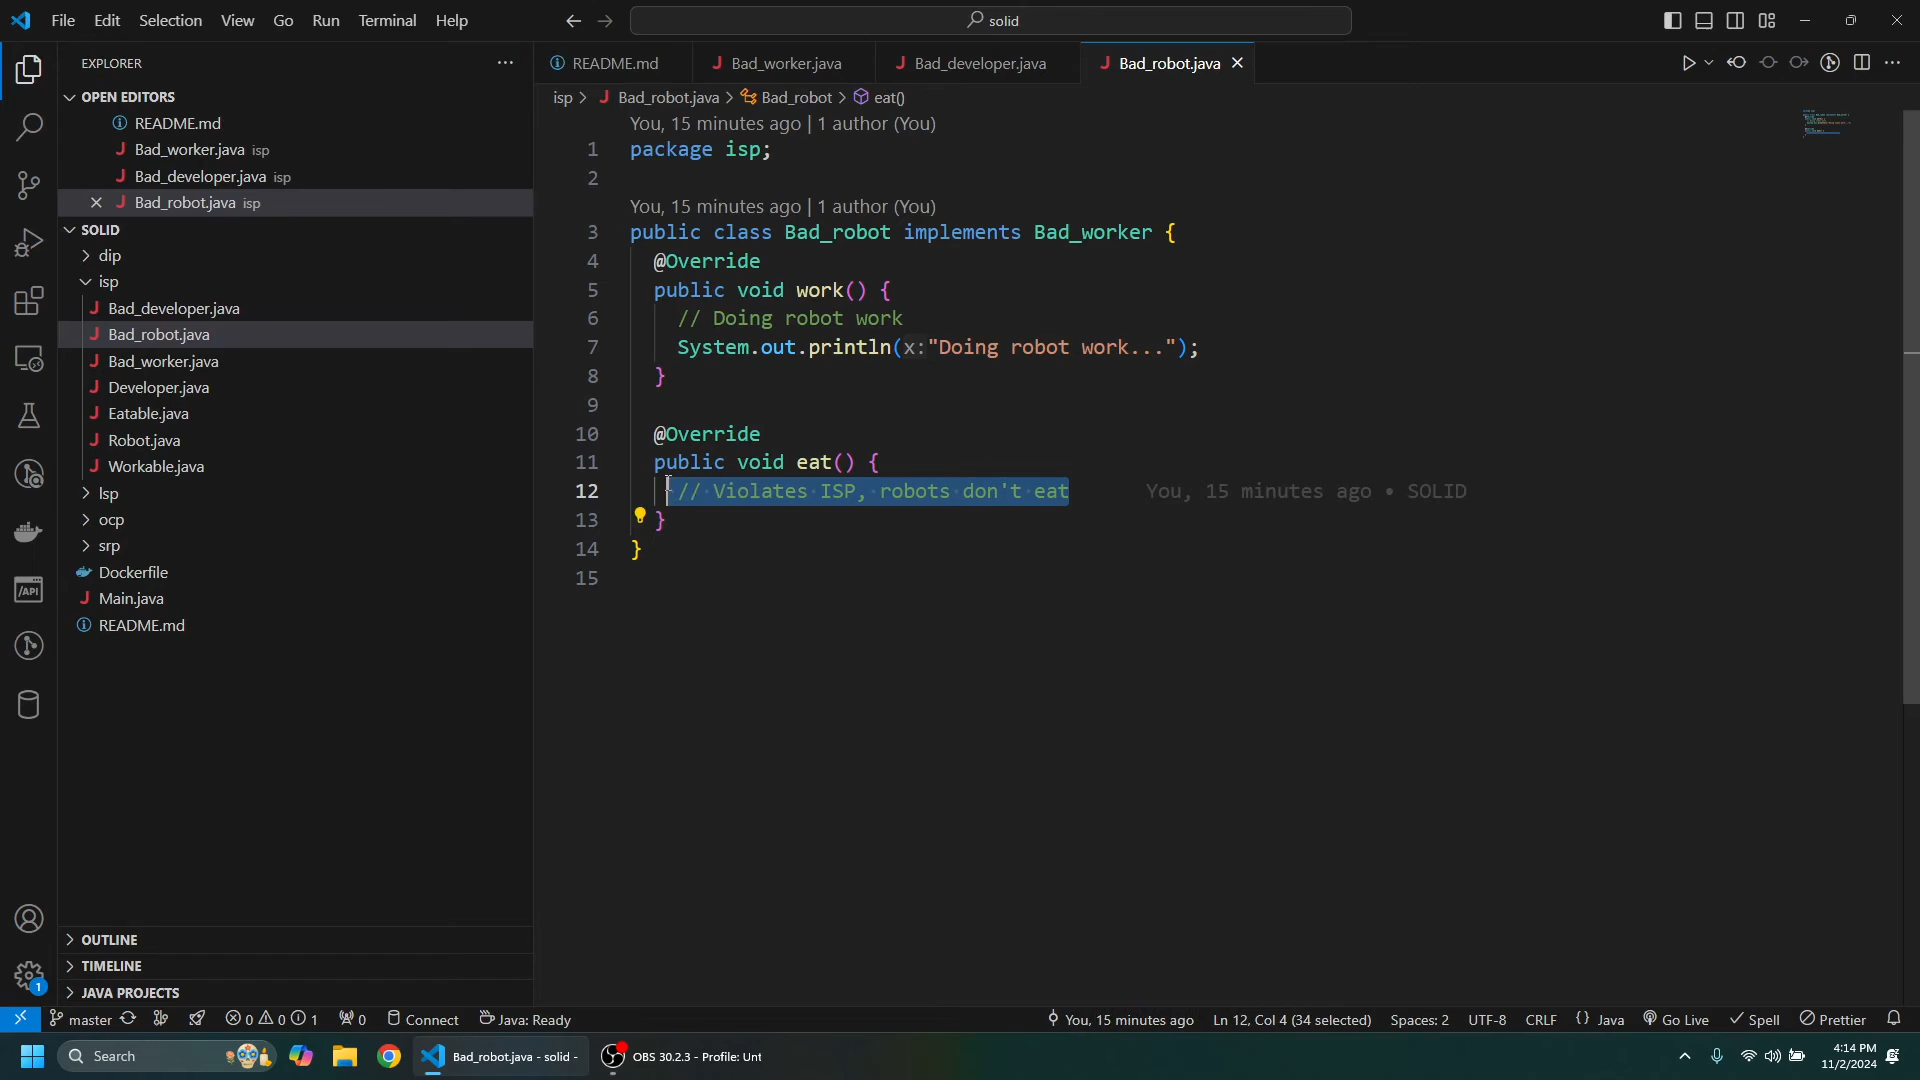 File Edit Selection View Go Run Terminal Help
solid
EXPLORER
OPEN EDITORS
README.md
Bad_worker.java isp
Bad_developer.java isp
Bad_robot.java isp
SOLID
dip
isp
Bad_developer.java
Bad_robot.java
Bad_worker.java
Developer.java
Eatable.java
Robot.java
Workable.java
lsp
ocp
srp
Dockerfile
Main.java
README.md
OUTLINE
TIMELINE
JAVA PROJECTS
README.md Bad_worker.java Bad_developer.java Bad_robot.java
isp > Bad_robot.java > Bad_robot > eat()
You, 15 minutes ago | 1 author (You)
1 package isp;
2
You, 15 minutes ago | 1 author (You)
3 public class Bad_robot implements Bad_worker {
4 @Override
5 public void work() {
6 // Doing robot work
7 System.out.println(x:"Doing robot work...");
8 }
9
10 @Override
11 public void eat() {
12 // Violates ISP, robots don't eat You, 15 minutes ago • SOLID
13 }
14 }
15
/API
1
master 0 0 1 0 Connect Java: Ready You, 15 minutes ago Ln 12, Col 4 (34 selected) Spaces: 2 UTF-8 CRLF {} Java Go Live Spell Prettier
Search Bad_robot.java - solid - OBS 30.2.3 - Profile: Unt 4:14 PM
11/2/2024